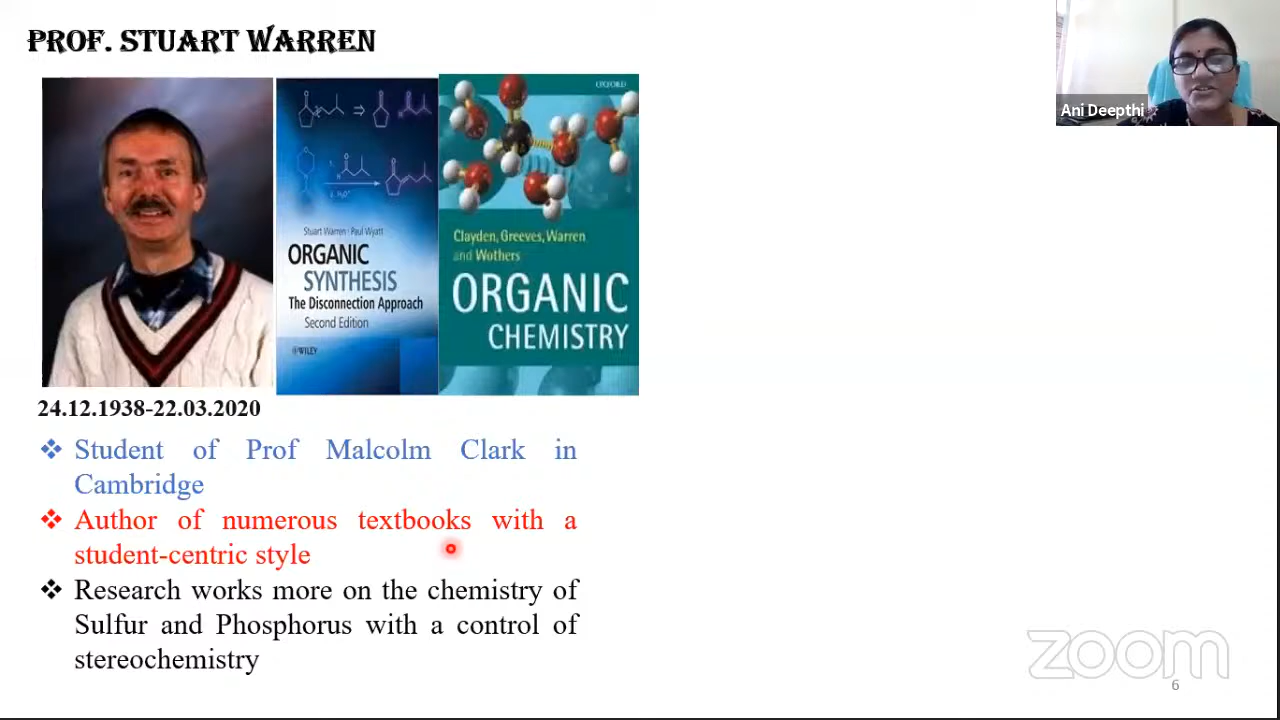 PROF. STUART WARREN
Ani Deepthi
Stuart Warren · Paul Wyatt
ORGANIC
SYNTHESIS
The Disconnection Approach
Second Edition
WILEY
OXFORD
Clayden, Greeves, Warren
and Wothers
ORGANIC
CHEMISTRY
24.12.1938-22.03.2020
❖ Student of Prof Malcolm Clark in
Cambridge
❖ Author of numerous textbooks with a
student-centric style
❖ Research works more on the chemistry of
Sulfur and Phosphorus with a control of
stereochemistry
zoom
6